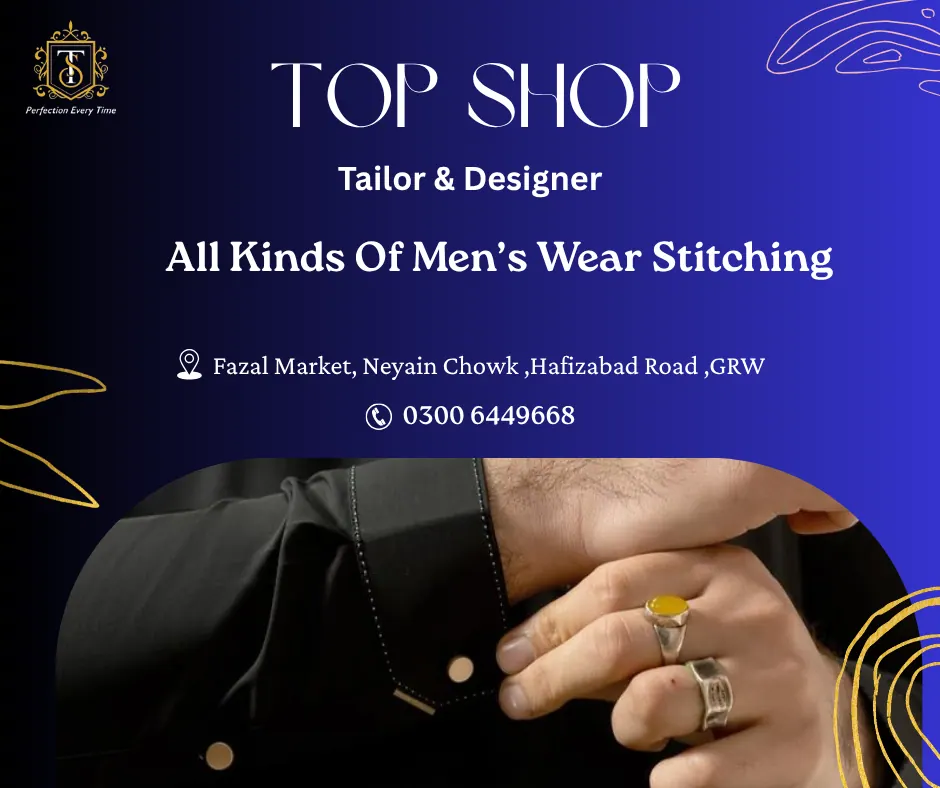 TS
Perfection Every Time
TOP SHOP
Tailor & Designer
All Kinds Of Men's Wear Stitching
Fazal Market, Neyain Chowk ,Hafizabad Road ,GRW
0300 6449668